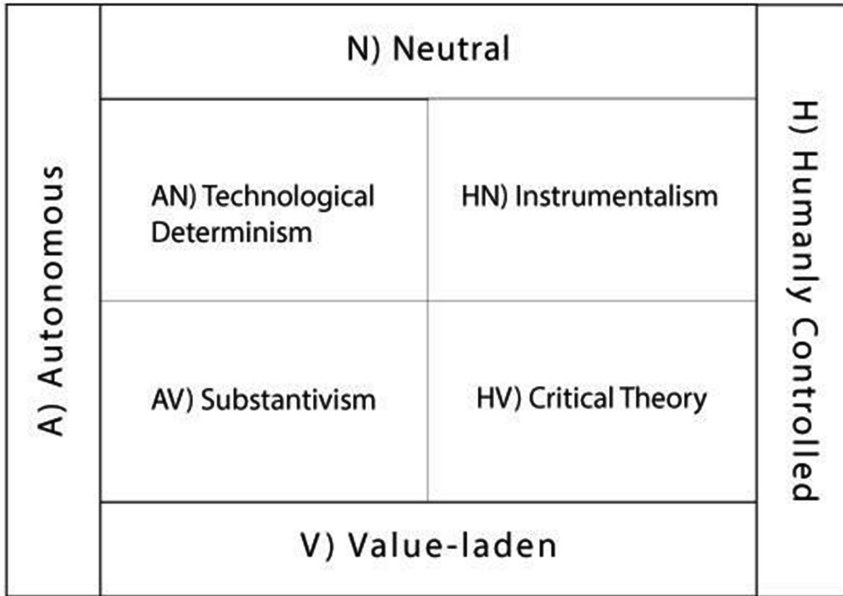 N) Neutral
A) Autonomous
AN) Technological
Determinism
HN) Instrumentalism
H) Humanly Controlled
AV) Substantivism
HV) Critical Theory
V) Value-laden